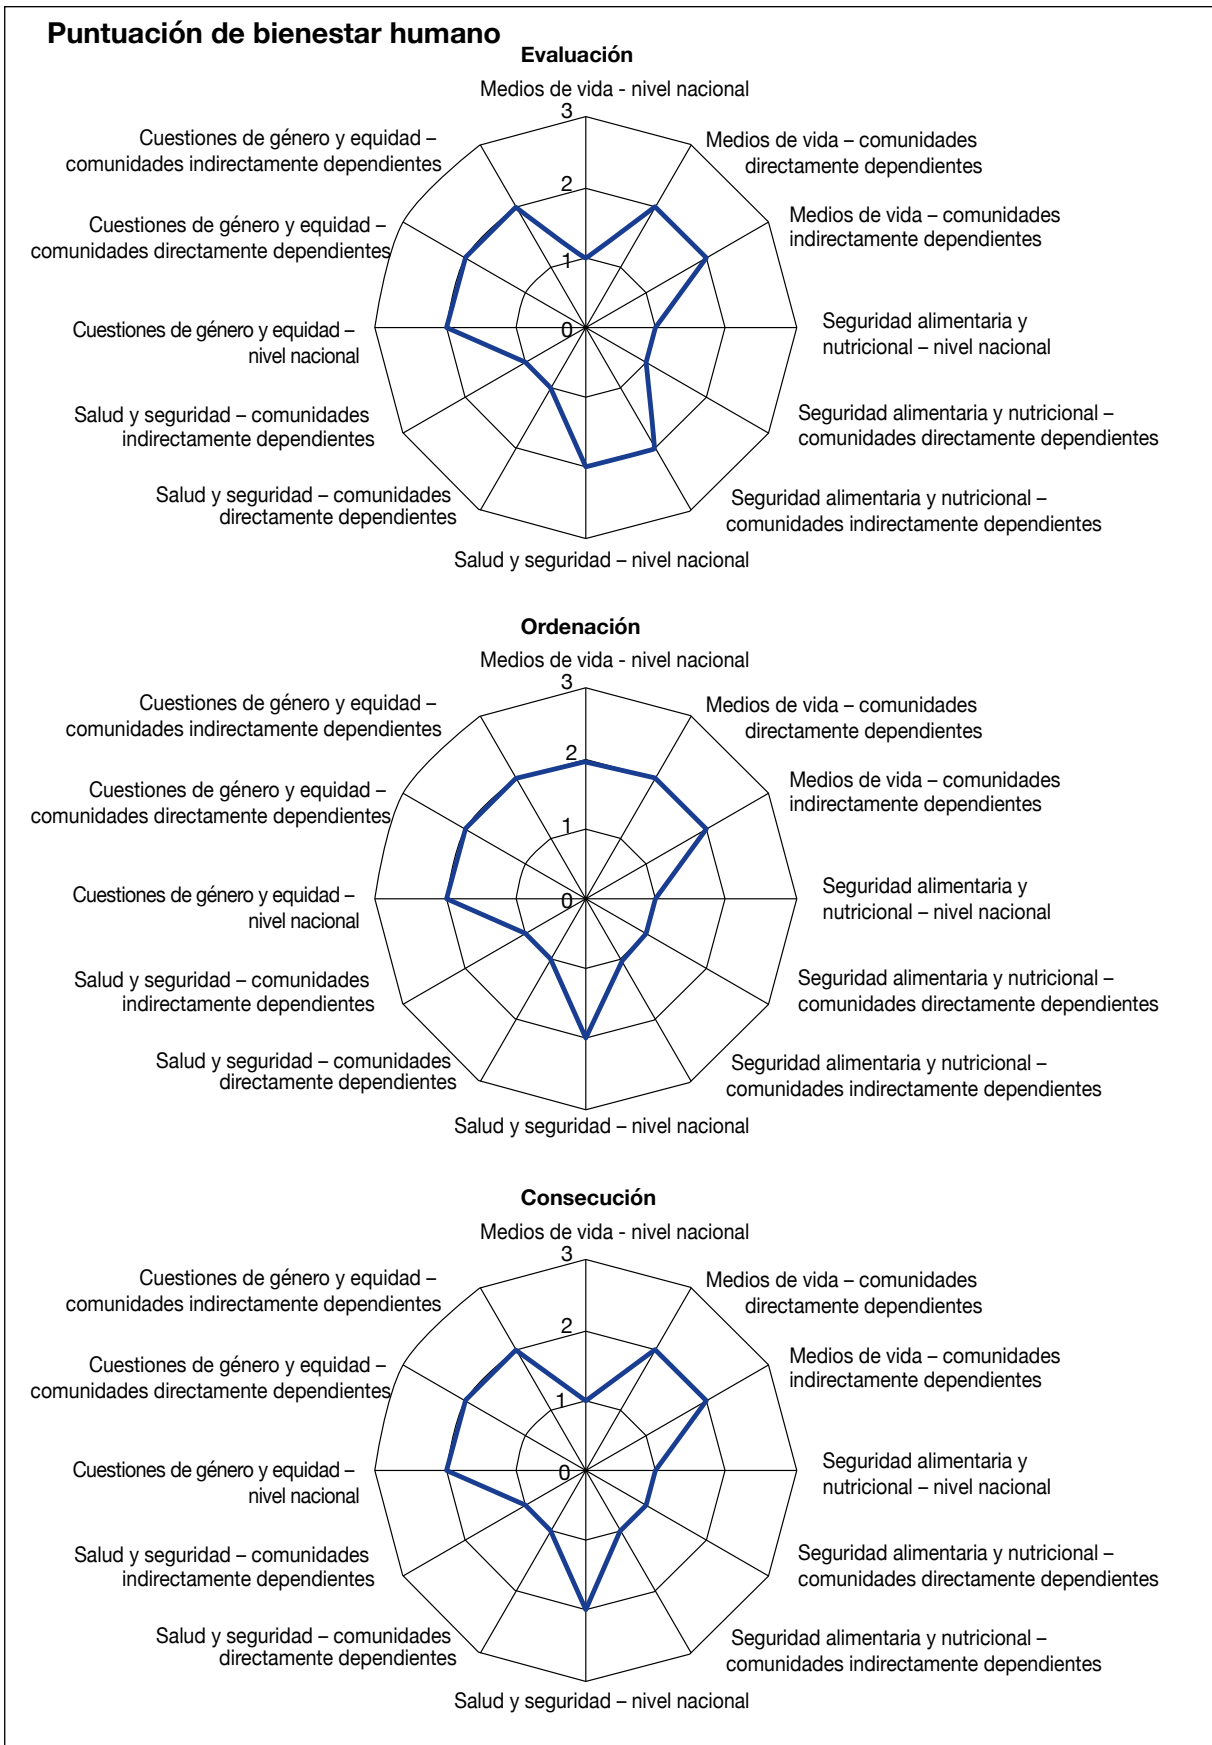 Puntuación de bienestar humano
Evaluación
Medios de vida - nivel nacional
3
Cuestiones de género y equidad –
comunidades indirectamente dependientes
Medios de vida – comunidades
directamente dependientes
2
Cuestiones de género y equidad –
comunidades directamente dependientes
Medios de vida – comunidades
indirectamente dependientes
1
Cuestiones de género y equidad –
nivel nacional
0
Seguridad alimentaria y
nutricional – nivel nacional
Salud y seguridad – comunidades
indirectamente dependientes
Seguridad alimentaria y nutricional –
comunidades directamente dependientes
Salud y seguridad – comunidades
directamente dependientes
Seguridad alimentaria y nutricional –
comunidades indirectamente dependientes
Salud y seguridad – nivel nacional
Ordenación
Medios de vida - nivel nacional
3
Cuestiones de género y equidad –
comunidades indirectamente dependientes
Medios de vida – comunidades
directamente dependientes
2
Cuestiones de género y equidad –
comunidades directamente dependientes
Medios de vida – comunidades
indirectamente dependientes
1
Cuestiones de género y equidad –
nivel nacional
0
Seguridad alimentaria y
nutricional – nivel nacional
Salud y seguridad – comunidades
indirectamente dependientes
Seguridad alimentaria y nutricional –
comunidades directamente dependientes
Salud y seguridad – comunidades
directamente dependientes
Seguridad alimentaria y nutricional –
comunidades indirectamente dependientes
Salud y seguridad – nivel nacional
Consecución
Medios de vida - nivel nacional
3
Cuestiones de género y equidad –
comunidades indirectamente dependientes
Medios de vida – comunidades
directamente dependientes
2
Cuestiones de género y equidad –
comunidades directamente dependientes
Medios de vida – comunidades
indirectamente dependientes
1
Cuestiones de género y equidad –
nivel nacional
0
Seguridad alimentaria y
nutricional – nivel nacional
Salud y seguridad – comunidades
indirectamente dependientes
Seguridad alimentaria y nutricional –
comunidades directamente dependientes
Salud y seguridad – comunidades
directamente dependientes
Seguridad alimentaria y nutricional –
comunidades indirectamente dependientes
Salud y seguridad – nivel nacional